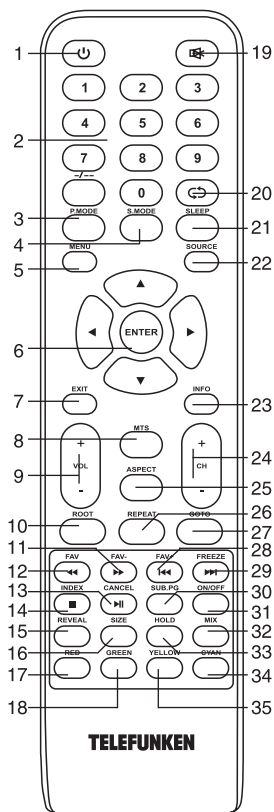 1 19
1 2 3
2
4 5 6
7 8 9
-/--
0
20
3 P.MODE S.MODE SLEEP 21
4
5 MENU SOURCE 22
6 ENTER
7 EXIT INFO 23
8 MTS
+ + 24
9 VOL CH
ASPECT 25
- -
10 ROOT REPEAT GOTO 26
27
11 28
12 FAV FAV- FAV+ FREEZE 29
13 INDEX CANCEL SUB.PG ON/OFF 30
14 31
15 REVEAL SIZE HOLD MIX 32
16 33
17 RED GREEN YELLOW CYAN 34
18 35
TELEFUNKEN